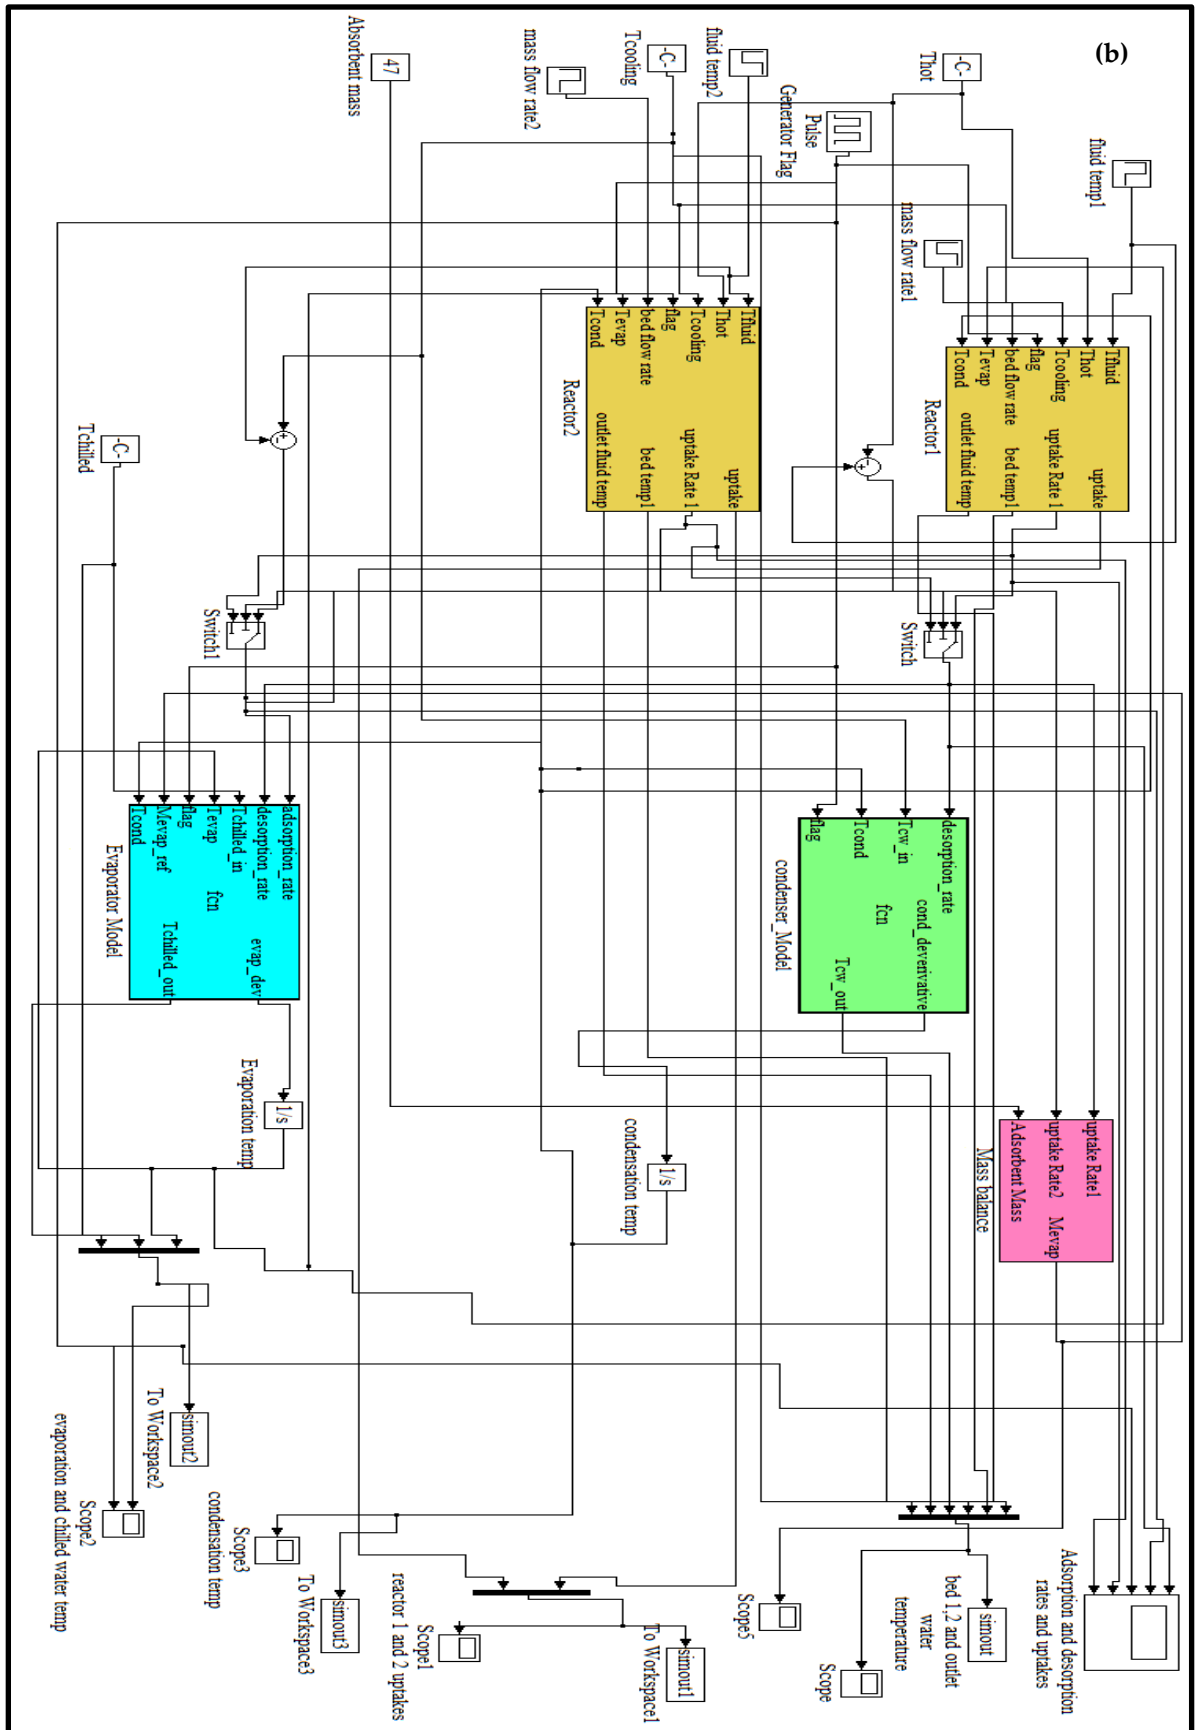 (b)
Thot
-C-
fluid temp1
Tcooling
-C-
fluid temp2
mass flow rate2
Absorbent mass
47
Pulse
Generator Flag
mass flow rate1
Tfluid
Thot
Tcooling
flag
bed flow rate
Tevap
Tcond
uptake
uptake Rate 1
bed temp1
outlet fluid temp
Reactor1
Tfluid
Thot
Tcooling
flag
bed flow rate
Tevap
Tcond
uptake
uptake Rate 1
bed temp1
outlet fluid temp
Reactor2
Tchilled
-C-
Switch
Switch1
adsorption_rate
desorption_rate
Tchilled_in
Tevap
flag
Mevap_ref
Tcond
fcn
evap_dev
Tchilled_out
Evaporator Model
desorption_rate
Tcw_in
Tcond
flag
fcn
cond_deverivative
Tcw_out
condenser_Model
uptake Rate1
uptake Rate2
Adsorbent Mass
Mevap
Mass balance
1/s
Evaporation temp
1/s
condensation temp
Adsorption and desorption
rates and uptakes
simout
bed 1,2 and outlet
water
temperature
Scope
Scope5
simout1
To Workspace1
Scope1
reactor 1 and 2 uptakes
simout3
To Workspace3
Scope3
condensation temp
simout2
To Workspace2
Scope2
evaporation and chilled water temp